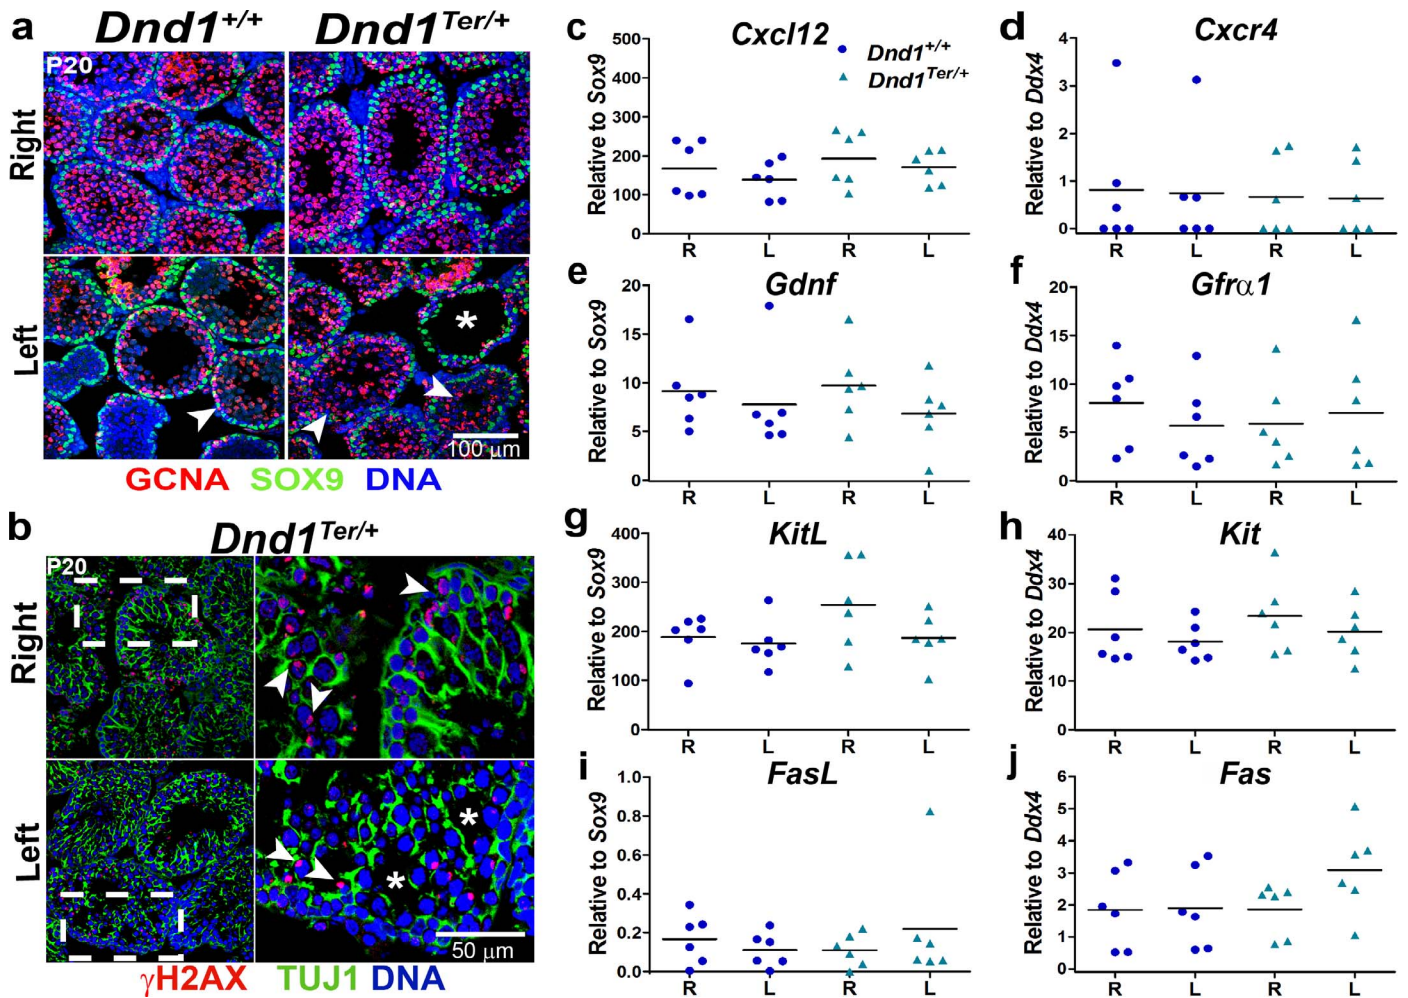 a
Dnd1+/+ Dnd1Ter/+
P20
Right
Left
100 μm
GCNA SOX9 DNA
b
Dnd1Ter/+
P20
Right
Left
50 μm
γH2AX TUJ1 DNA
c
Cxcl12
Relative to Sox9
500
400
300
200
100
0
R L R L
Dnd1+/+
Dnd1Ter/+
d
Cxcr4
Relative to Ddx4
4
3
2
1
0
R L R L
e
Gdnf
Relative to Sox9
20
15
10
5
0
R L R L
f
Gfrα1
Relative to Ddx4
20
15
10
5
0
R L R L
g
KitL
Relative to Sox9
400
300
200
100
0
R L R L
h
Kit
Relative to Ddx4
40
30
20
10
0
R L R L
i
FasL
Relative to Sox9
1.0
0.8
0.6
0.4
0.2
0.0
R L R L
j
Fas
Relative to Ddx4
6
5
4
3
2
1
0
R L R L